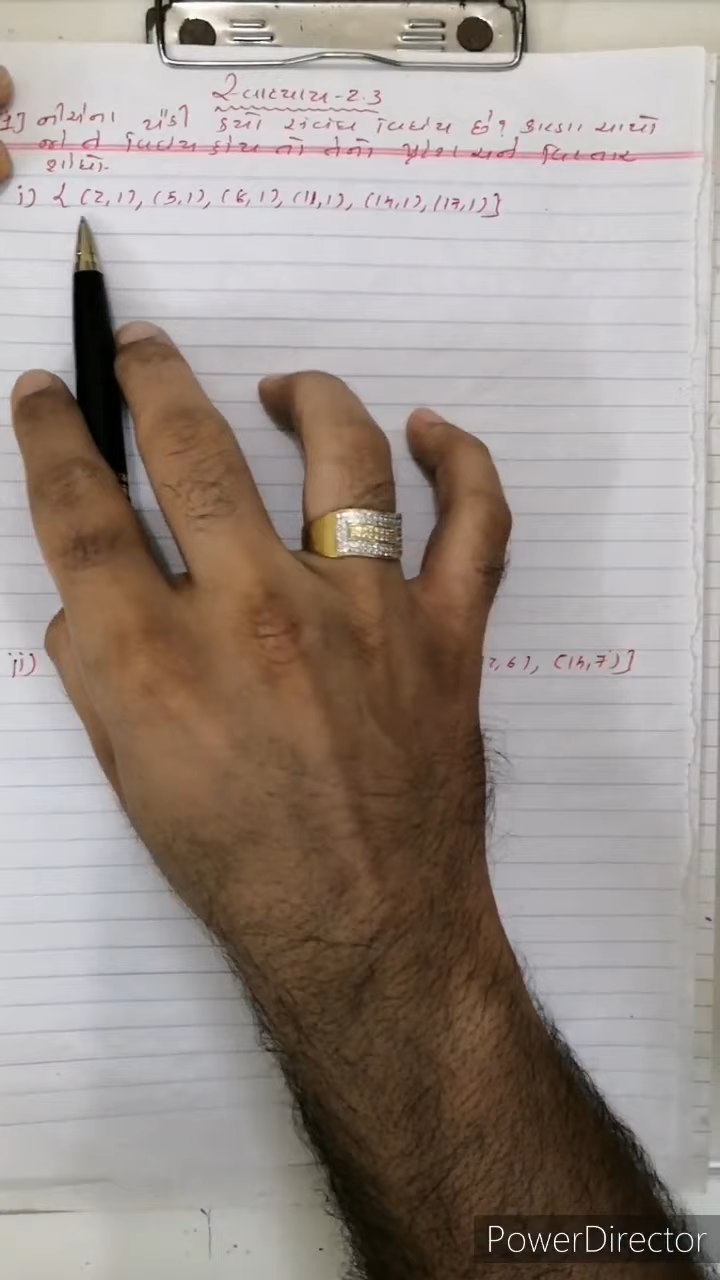 સ્વાધ્યાય-2.3
1] નીચેના પૈકી કયો સંબંધ વિધેય છે? કારણ આપો
જો તે વિધેય હોય તો તેનો પ્રદેશ અને વિસ્તાર
શોધો.
i) { (2,1), (5,1), (8,1), (11,1), (14,1), (17,1)}
ii) ,6), (14,7)}
PowerDirector